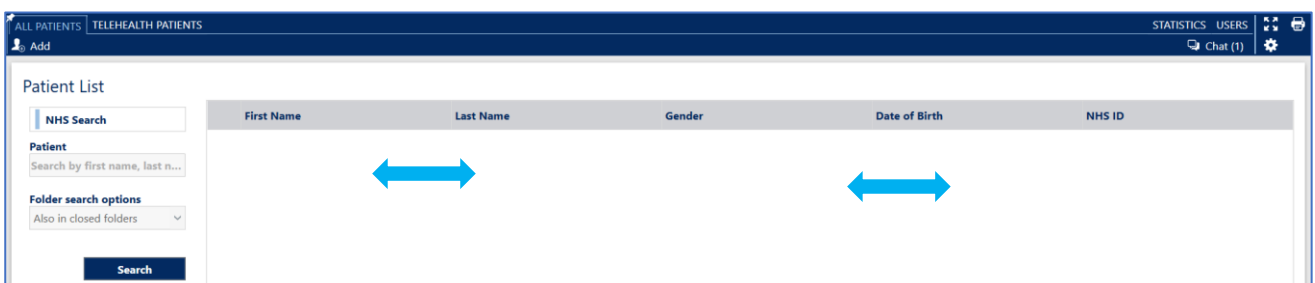 ALL PATIENTS TELEHEALTH PATIENTS STATISTICS USERS
Add Chat (1)
Patient List
NHS Search
First Name Last Name Gender Date of Birth NHS ID
Patient
Search by first name, last n...
Folder search options
Also in closed folders
Search